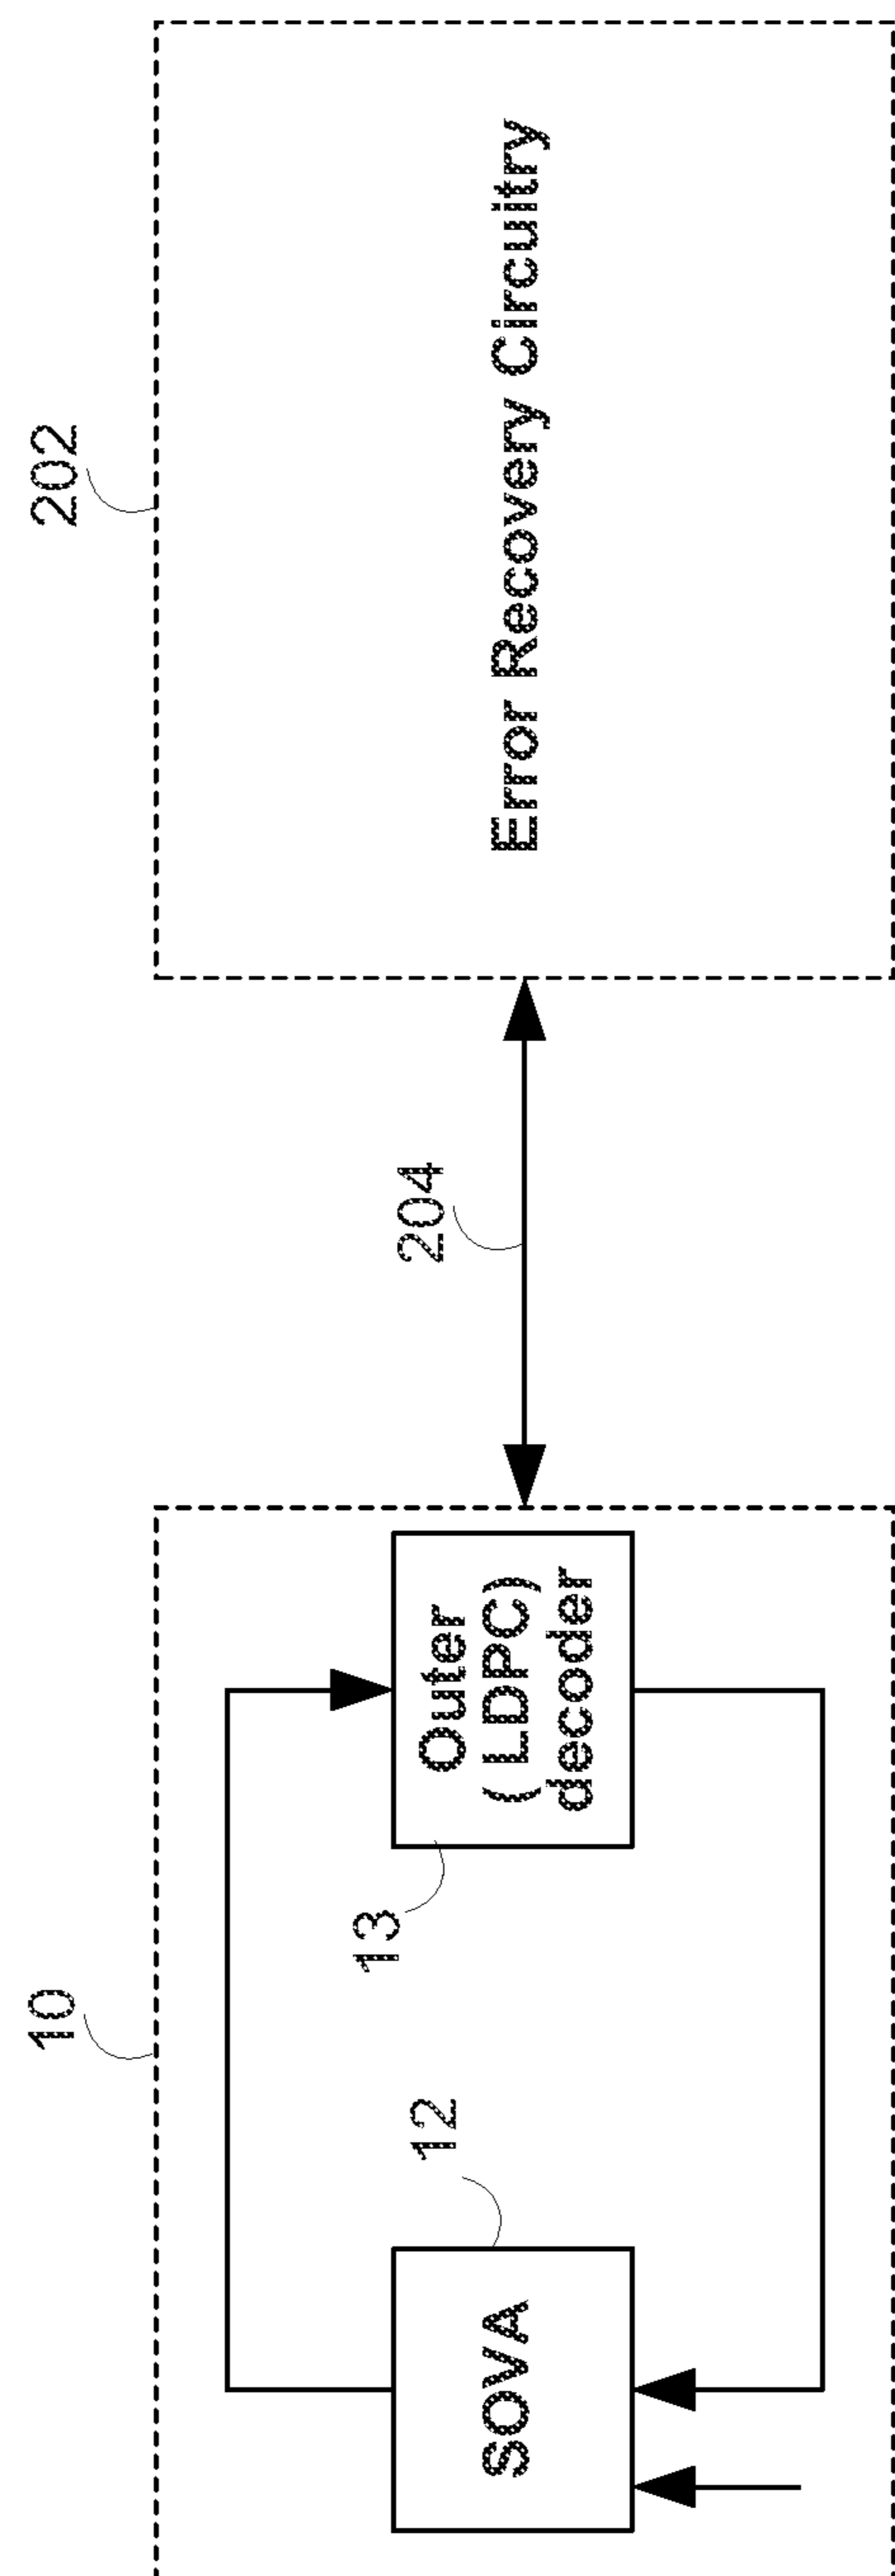 10
202
12
SOVA
13
Outer
(LDPC)
decoder
204
Error Recovery Circuitry